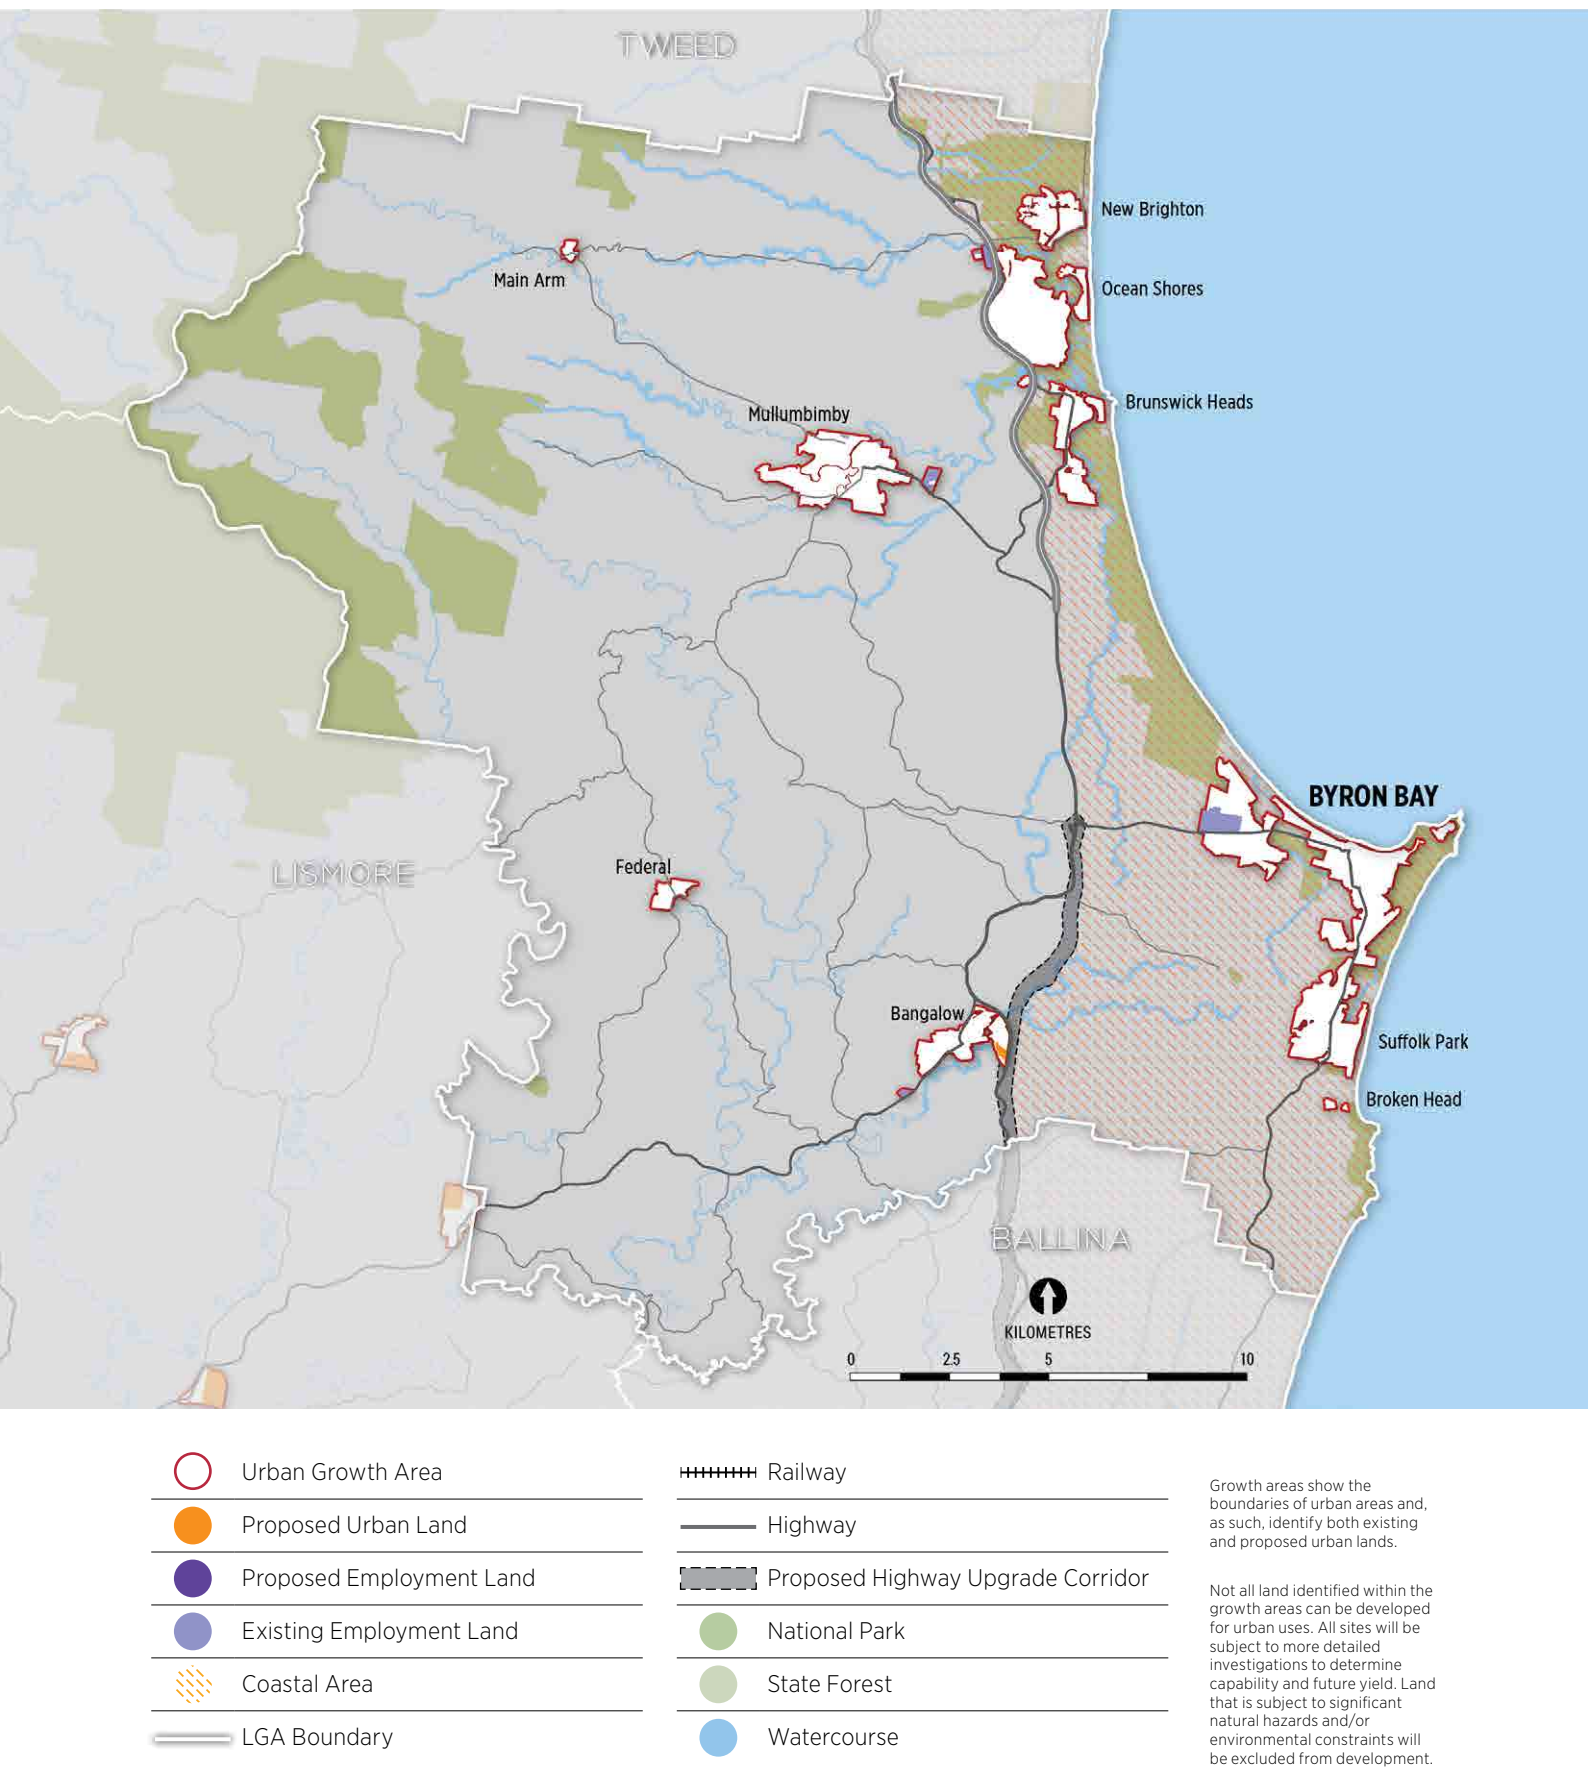 TWEED
New Brighton
Main Arm
Ocean Shores
Brunswick Heads
Mullumbimby
BYRON BAY
LISMORE
Federal
Bangalow
Suffolk Park
Broken Head
BALLINA
KILOMETRES
0 2.5 5 10
Urban Growth Area
Proposed Urban Land
Proposed Employment Land
Existing Employment Land
Coastal Area
LGA Boundary
Railway
Highway
Proposed Highway Upgrade Corridor
National Park
State Forest
Watercourse
Growth areas show the
boundaries of urban areas and,
as such, identify both existing
and proposed urban lands.
Not all land identified within the
growth areas can be developed
for urban uses. All sites will be
subject to more detailed
investigations to determine
capability and future yield. Land
that is subject to significant
natural hazards and/or
environmental constraints will
be excluded from development.